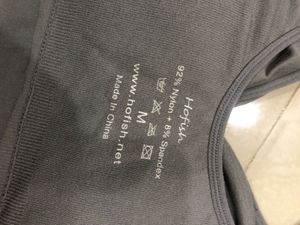 Hofish
92% Nylon + 8% Spandex
M
www.hofish.net
Made in China